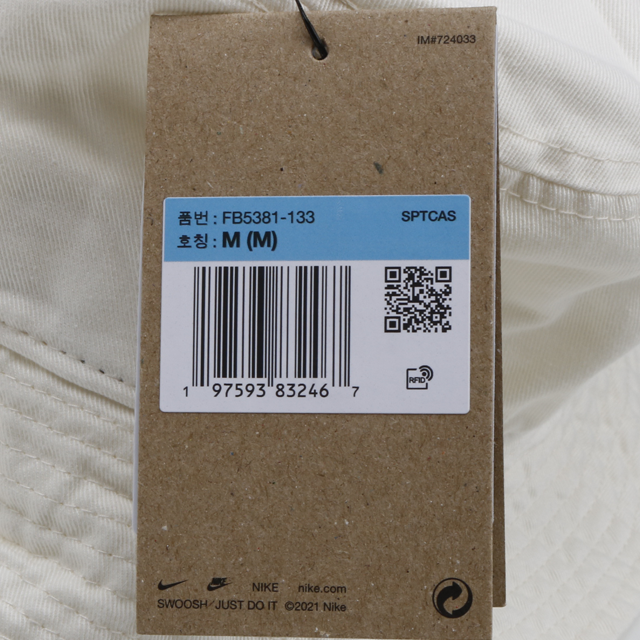 IM#724033
품번 : FB5381-133 SPTCAS
호칭 : M (M)
1 97593 83246 7
RFID
NIKE nike.com
SWOOSH/JUST DO IT ©2021 Nike